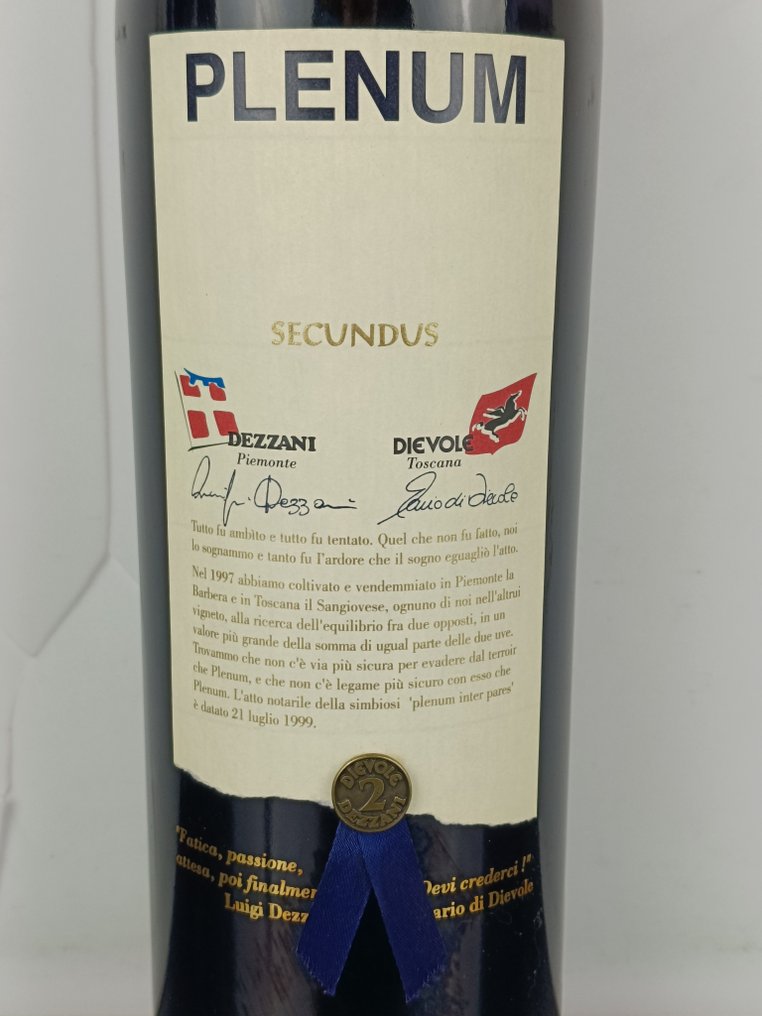 PLENUM
SECUNDUS
DEZZANI
Piemonte
DIEVOLE
Toscana
Tutto fu ambìto e tutto fu tentato. Quel che non fu fatto, noi
lo sognammo e tanto fu l'ardore che il sogno eguagliò l'atto.
Nel 1997 abbiamo coltivato e vendemmiato in Piemonte la
Barbera e in Toscana il Sangiovese, ognuno di noi nell'altrui
vigneto, alla ricerca dell'equilibrio fra due opposti, in un
valore più grande della somma di ugual parte delle due uve.
Trovammo che non c'è via più sicura per evadere dal terroir
che Plenum, e che non c'è legame più sicuro con esso che
Plenum. L'atto notarile della simbiosi 'plenum inter pares'
è datato 21 luglio 1999.
DIEVOLE
2
DEZZANI
"Fatica, passione,
attesa, poi finalmen
Luigi Dezz
Devi crederci !"
ario di Dievole